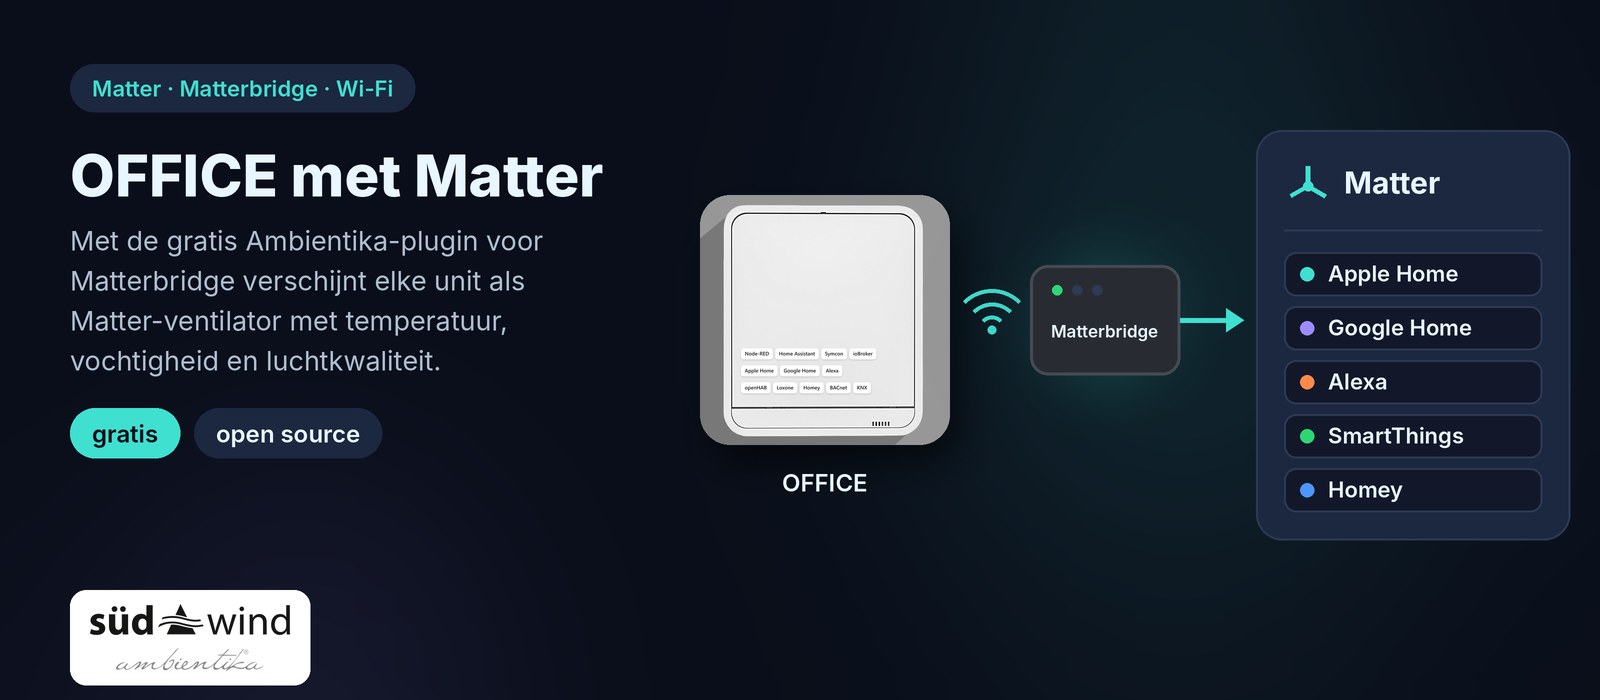 Matter · Matterbridge · Wi-Fi
OFFICE met Matter
Met de gratis Ambientika-plugin voor
Matterbridge verschijnt elke unit als
Matter-ventilator met temperatuur,
vochtigheid en luchtkwaliteit.
gratis
open source
süd wind
ambientika®
Node-RED Home Assistant Symcon ioBroker
Apple Home Google Home Alexa
openHAB Loxone Homey BACnet KNX
OFFICE
Matterbridge
Matter
Apple Home
Google Home
Alexa
SmartThings
Homey